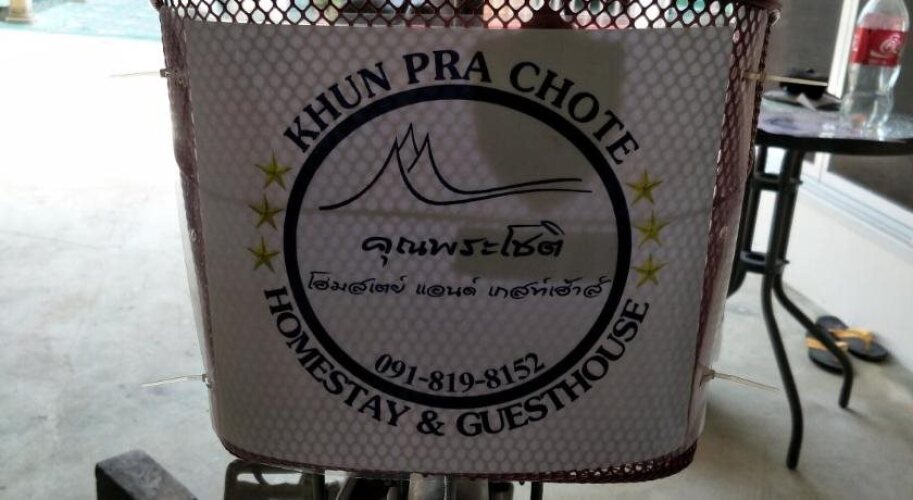 KHUN PRA CHOTE
คุณพระโชติ
โฮมสเตย์ แอนด์ เกสท์เฮ้าส์
091-819-8152
HOMESTAY & GUESTHOUSE